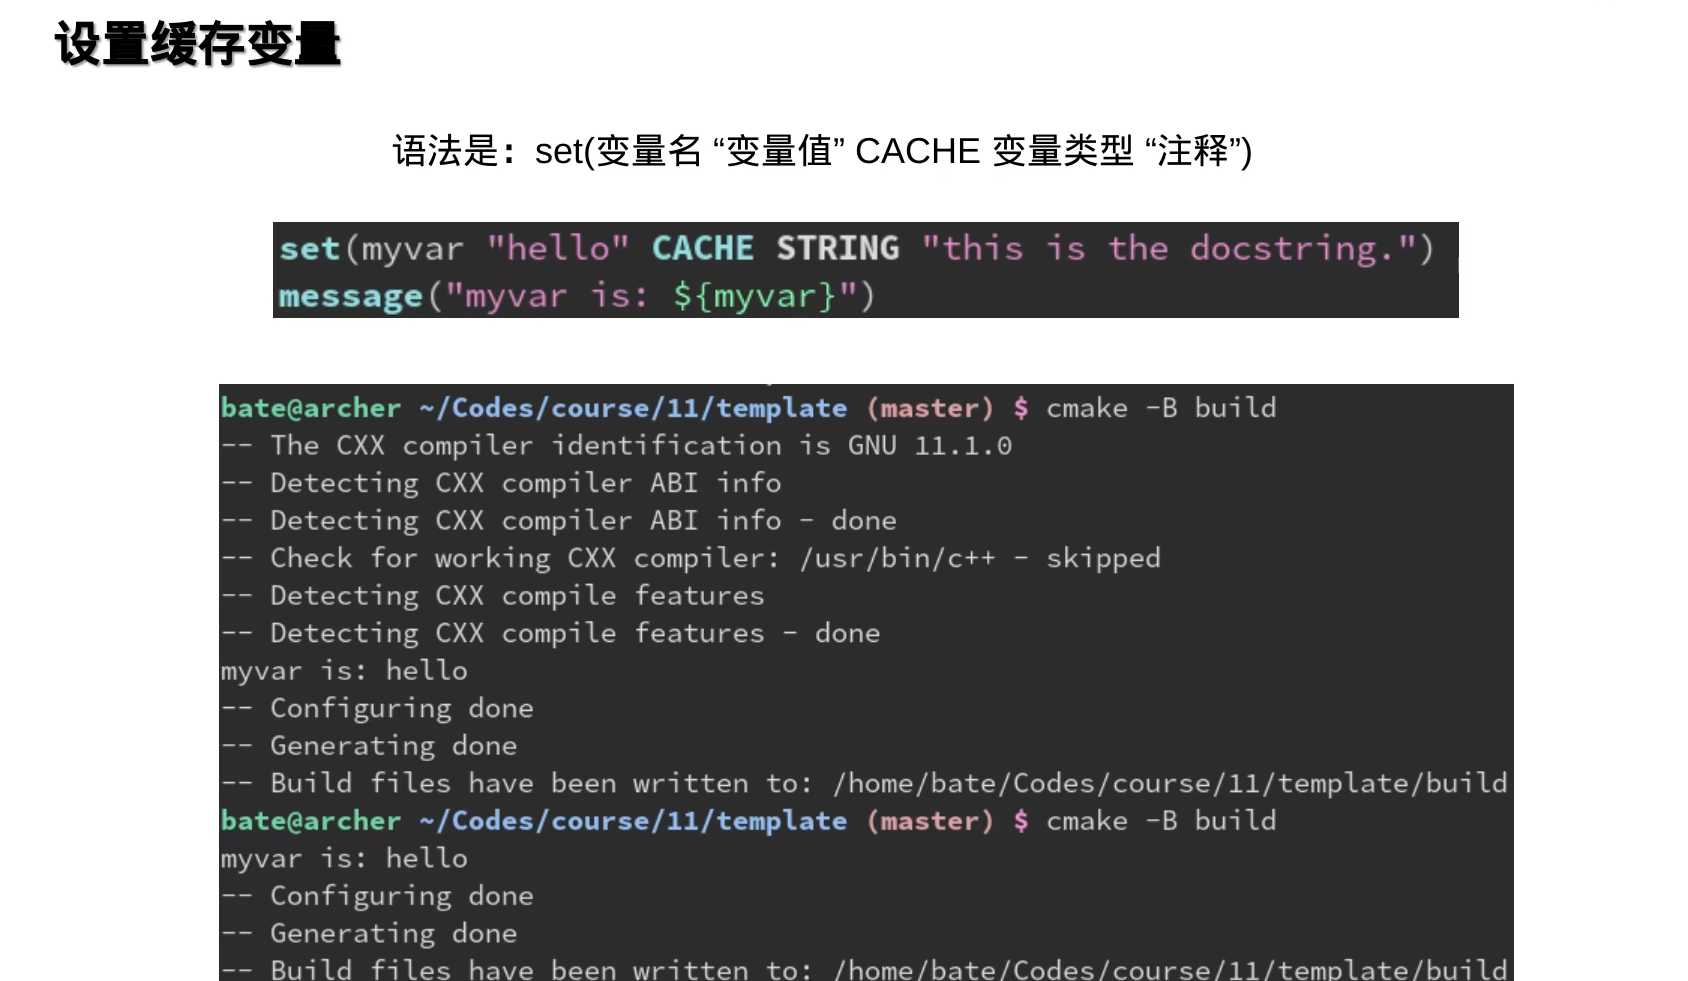 设置缓存变量
语法是：set(变量名 “变量值” CACHE 变量类型 “注释”)
set(myvar "hello" CACHE STRING "this is the docstring.")
message("myvar is: ${myvar}")
bate@archer ~/Codes/course/11/template (master) $ cmake -B build
-- The CXX compiler identification is GNU 11.1.0
-- Detecting CXX compiler ABI info
-- Detecting CXX compiler ABI info - done
-- Check for working CXX compiler: /usr/bin/c++ - skipped
-- Detecting CXX compile features
-- Detecting CXX compile features - done
myvar is: hello
-- Configuring done
-- Generating done
-- Build files have been written to: /home/bate/Codes/course/11/template/build
bate@archer ~/Codes/course/11/template (master) $ cmake -B build
myvar is: hello
-- Configuring done
-- Generating done
-- Build files have been written to: /home/bate/Codes/course/11/template/build